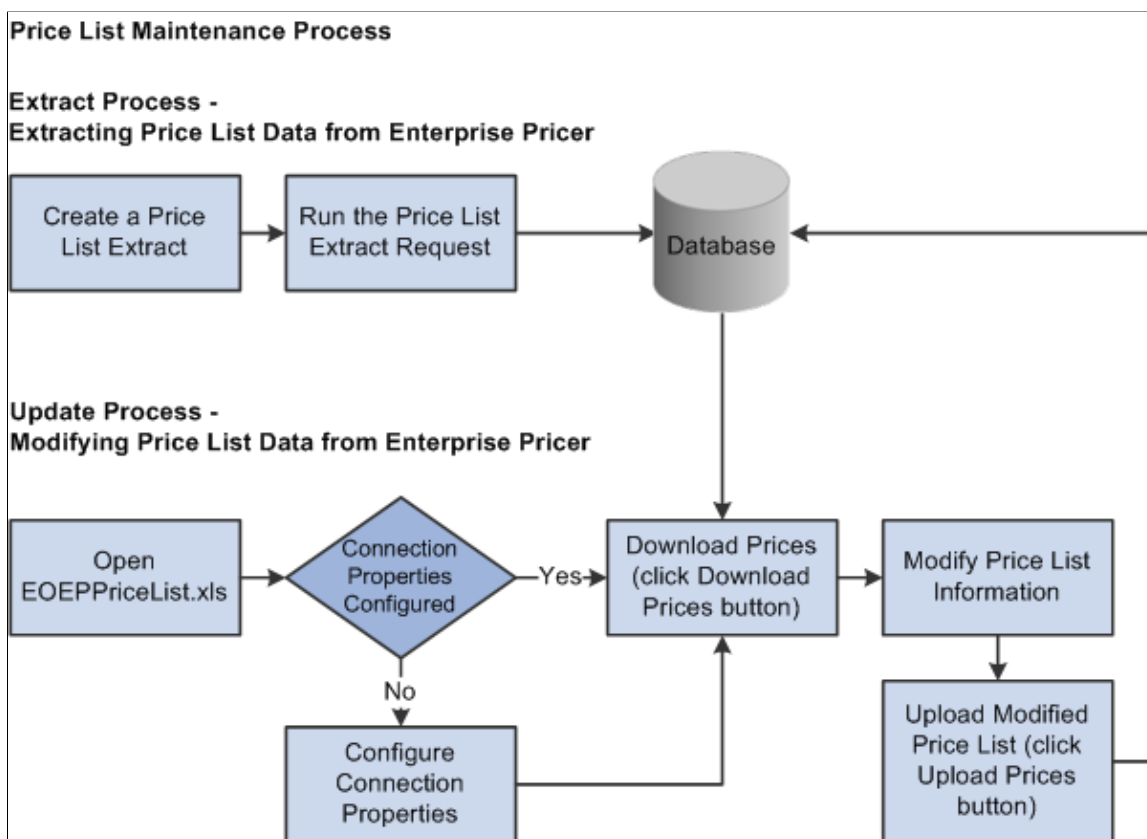 Price List Maintenance Process
Extract Process -
Extracting Price List Data from Enterprise Pricer
Create a Price
List Extract
Run the Price List
Extract Request
Database
Update Process -
Modifying Price List Data from Enterprise Pricer
Open
EOEPPriceList.xls
Connection
Properties
Configured
Yes
No
Configure
Connection
Properties
Download Prices
(click Download
Prices button)
Modify Price List
Information
Upload Modified
Price List (click
Upload Prices
button)